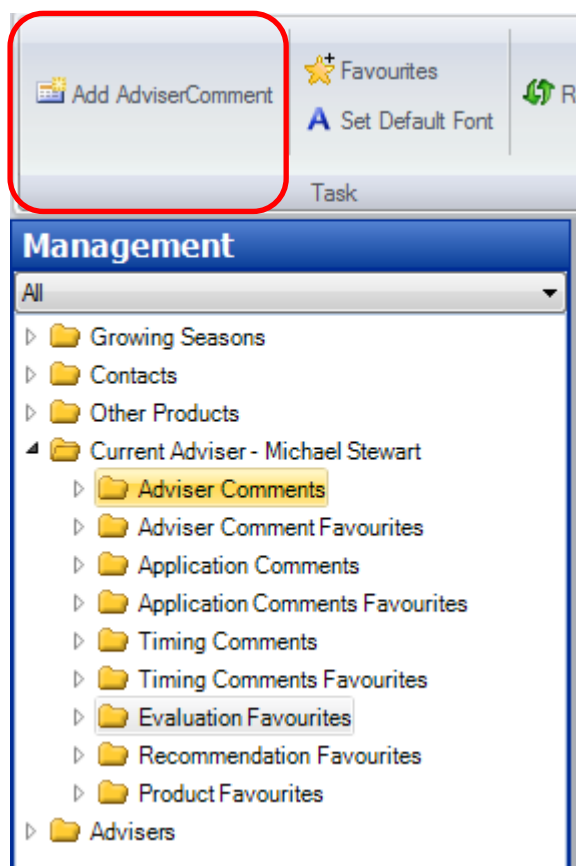 Add AdviserComment
Favourites
Set Default Font
R
Task
Management
All
Growing Seasons
Contacts
Other Products
Current Adviser - Michael Stewart
Adviser Comments
Adviser Comment Favourites
Application Comments
Application Comments Favourites
Timing Comments
Timing Comments Favourites
Evaluation Favourites
Recommendation Favourites
Product Favourites
Advisers